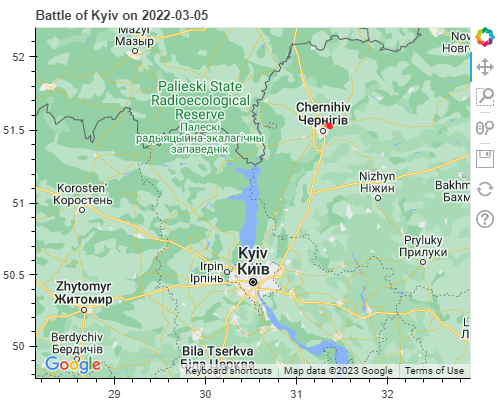 Battle of Kyiv on 2022-03-05
Mazyr
Мазыр
Nov
Новг
52
Palieski State
Radioecological
Reserve
Палескі
радыяцыйна-экалагічны
запаведнік
Chernihiv
Чернігів
51.5
Korosten'
Коростень
Nizhyn
Ніжин
Bakhm
Бахм
51
Kyiv
Київ
Pryluky
Прилуки
Irpin
Ірпінь
50.5
Zhytomyr
Житомир
Berdychiv
Бердичів
50
Bila Tserkva
Біла Церква
Google
Keyboard shortcuts
Map data ©2023 Google
Terms of Use
29
30
31
32